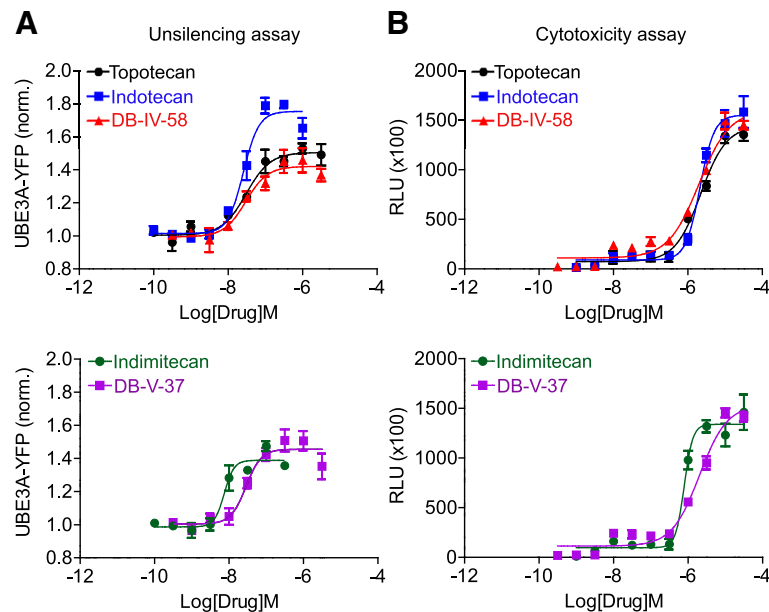 A
Unsilencing assay
UBE3A-YFP (norm.)
2.0
1.8
1.6
1.4
1.2
1.0
0.8
Topotecan
Indotecan
DB-IV-58
-12 -10 -8 -6 -4
Log[Drug]M
B
Cytotoxicity assay
RLU (x100)
2000
1500
1000
500
0
Topotecan
Indotecan
DB-IV-58
-12 -10 -8 -6 -4
Log[Drug]M
UBE3A-YFP (norm.)
2.0
1.8
1.6
1.4
1.2
1.0
0.8
Indimitecan
DB-V-37
-12 -10 -8 -6 -4
Log[Drug]M
RLU (x100)
2000
1500
1000
500
0
Indimitecan
DB-V-37
-12 -10 -8 -6 -4
Log[Drug]M